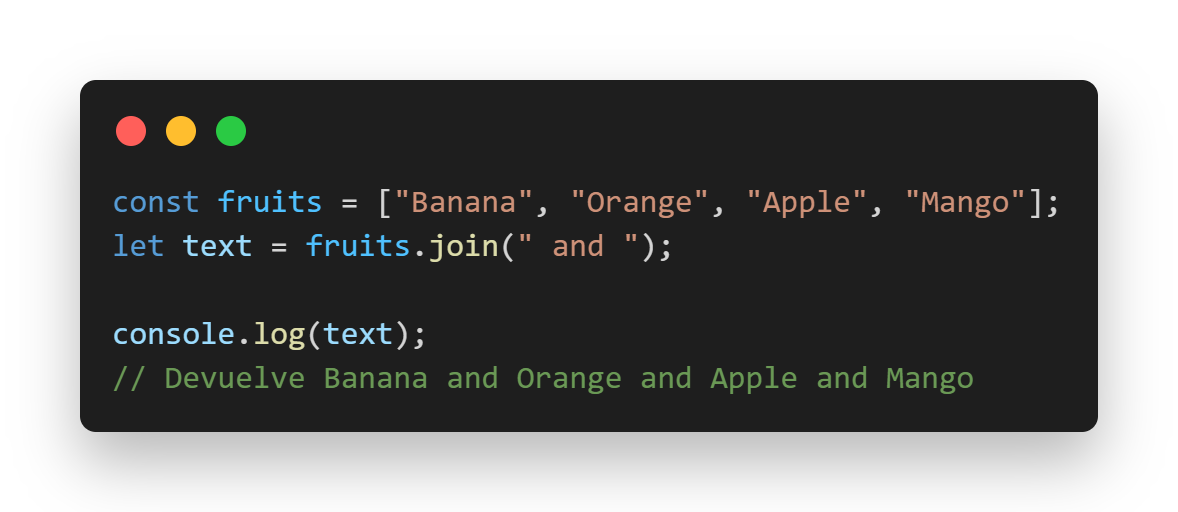 const fruits = ["Banana", "Orange", "Apple", "Mango"];
let text = fruits.join(" and ");
console.log(text);
// Devuelve Banana and Orange and Apple and Mango